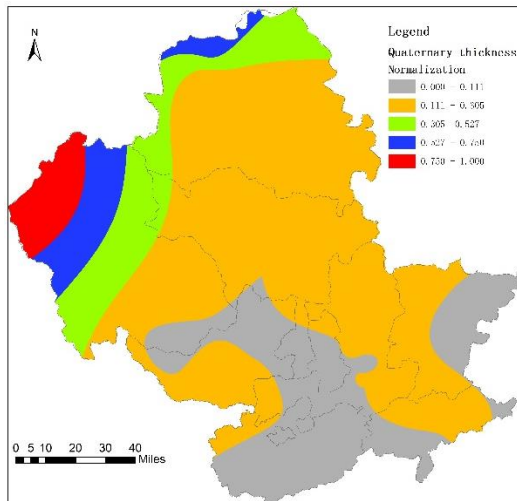 N
Legend
Quaternary thickness
Normalization
0.000 - 0.111
0.111 - 0.305
0.305 - 0.527
0.527 - 0.750
0.750 - 1.000
0 5 10 20 30 40
Miles